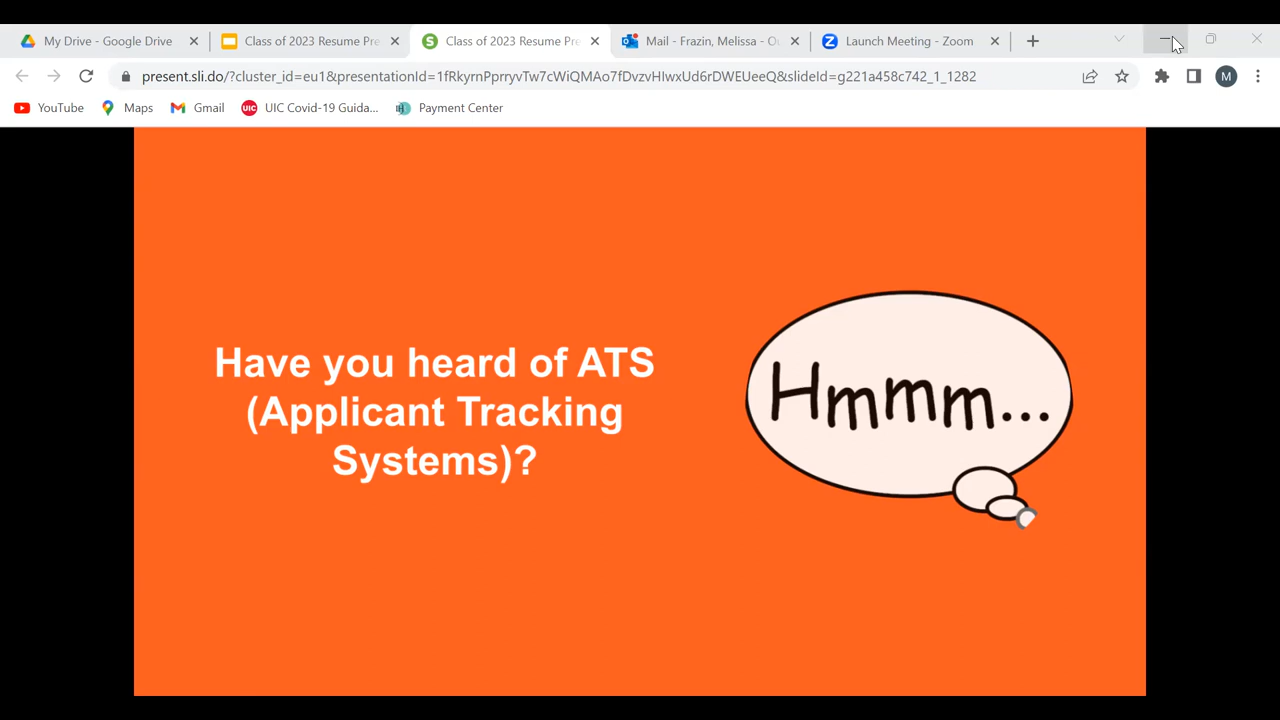 My Drive - Google Drive
Class of 2023 Resume Pre
Class of 2023 Resume Pre
Mail - Frazin, Melissa - Ou
Launch Meeting - Zoom
present.sli.do/?cluster_id=eu1&presentationId=1fRkyrnPprryvTw7cWiQMAo7fDvzvHIwxUd6rDWEUeeQ&slideId=g221a458c742_1_1282
M
YouTube
Maps
Gmail
UIC
UIC Covid-19 Guida...
Payment Center
Have you heard of ATS
(Applicant Tracking
Systems)?
Hmmm...